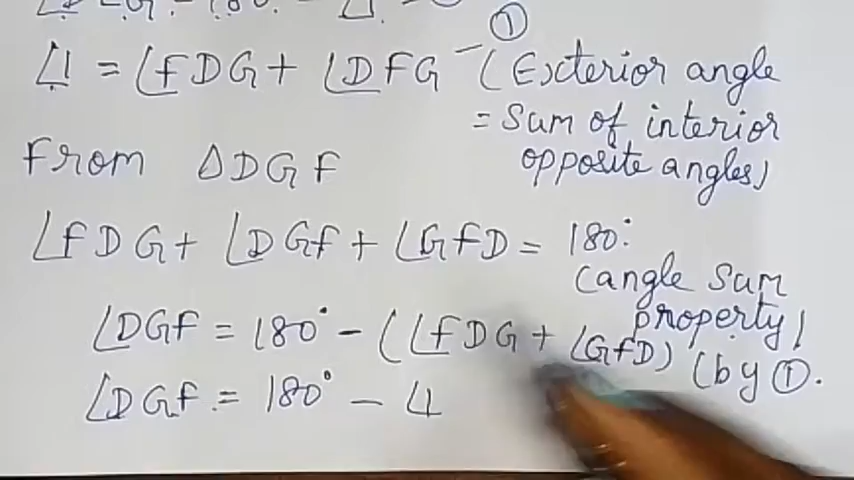 ∠1 = ∠FDG + ∠DFG — ①
(Exterior angle
= Sum of interior
opposite angles)
From △DGF
∠FDG + ∠DGF + ∠GFD = 180°
(angle sum
property)
∠DGF = 180° - (∠FDG + ∠GFD) (by ①.
∠DGF = 180° - ∠1